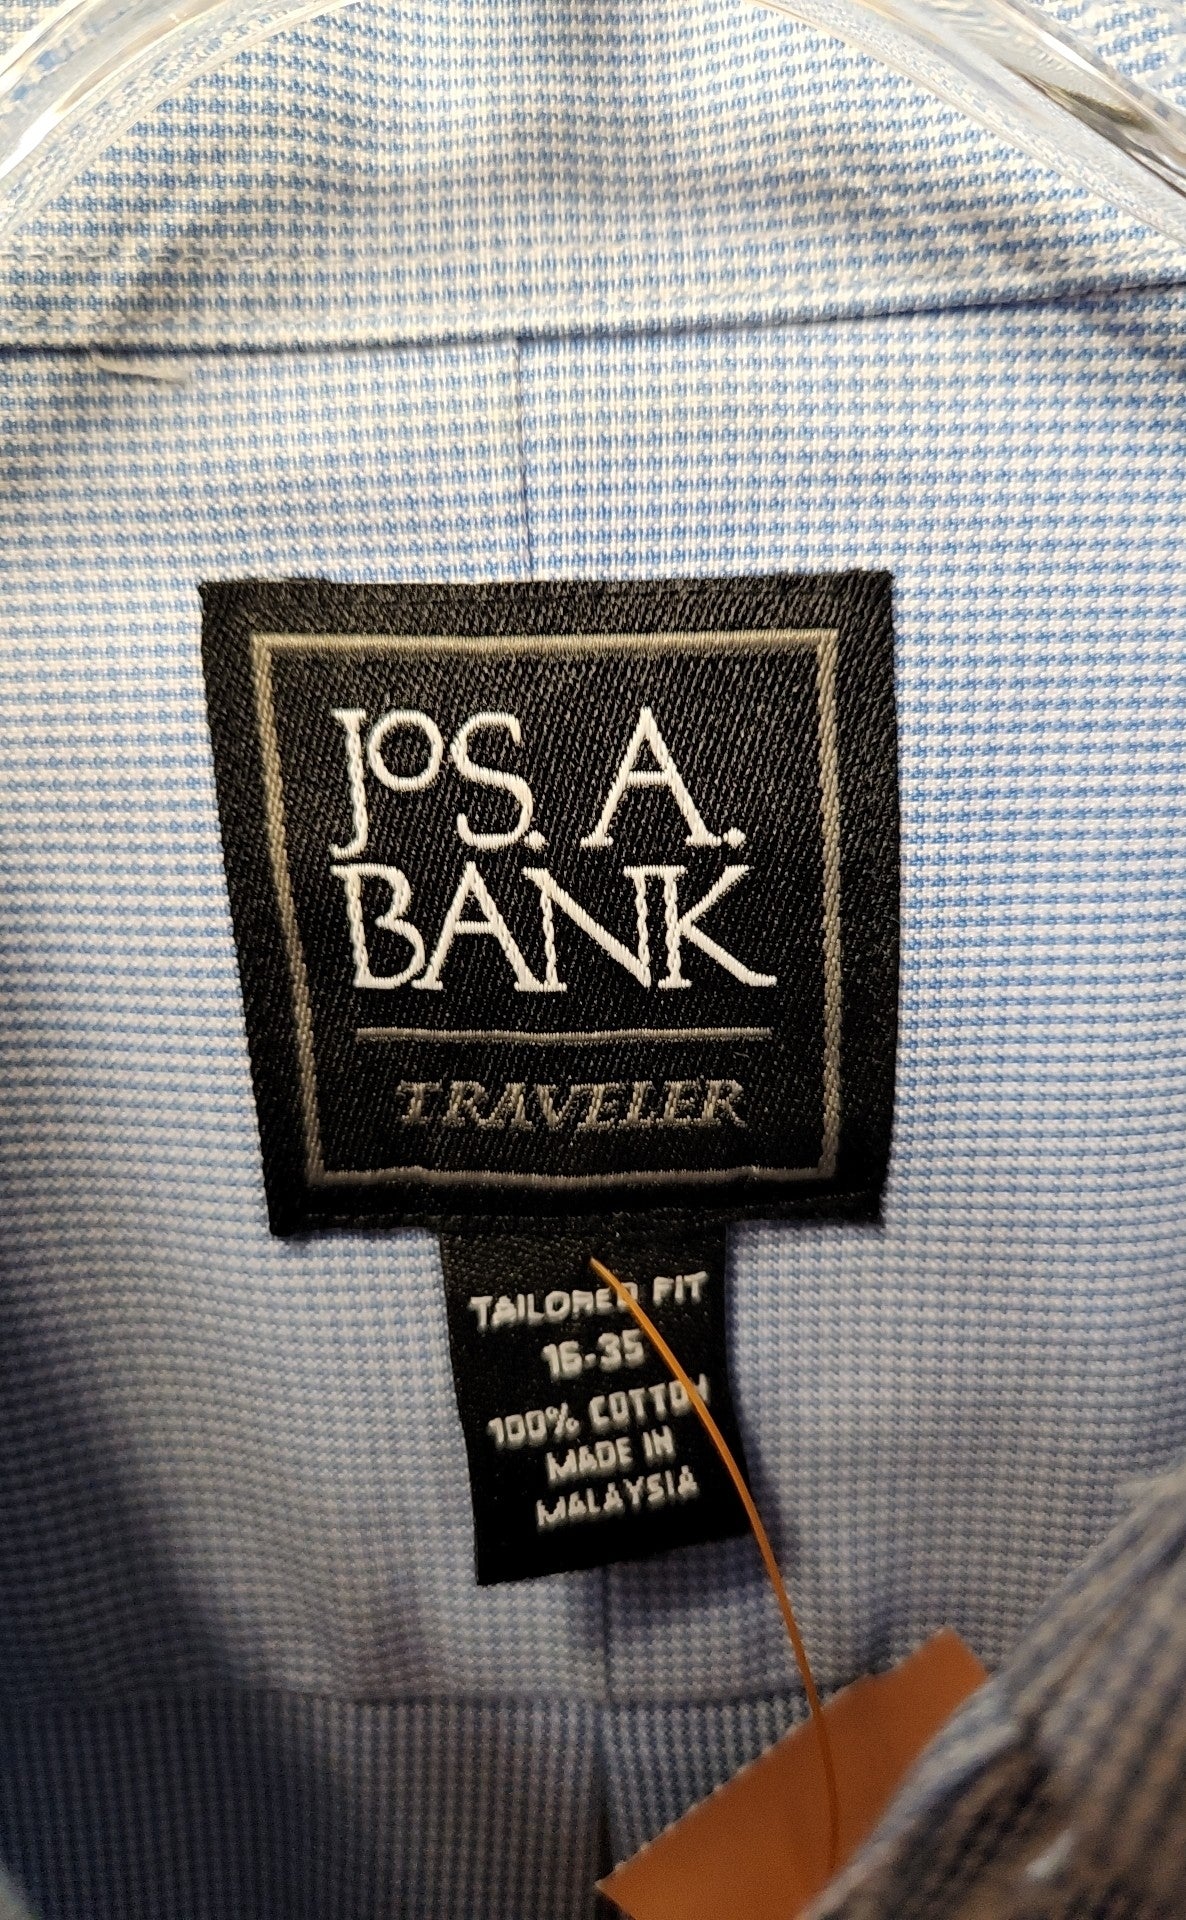 JOS. A.
BANK
TRAVELER
TAILORED FIT
16-35
100% COTTON
MADE IN
MALAYSIA